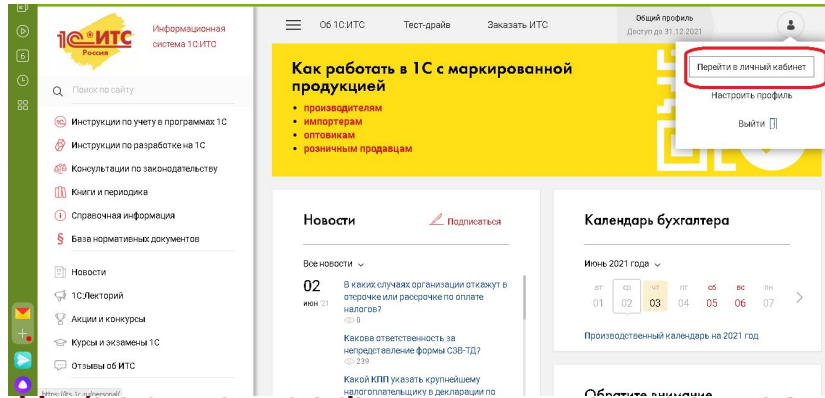 1С ИТС
Россия
Информационная
система 1С:ИТС
Поиск по сайту
Инструкции по учету в программах 1С
Инструкции по разработке на 1С
Консультации по законодательству
Книги и периодика
Справочная информация
База нормативных документов
Новости
1С:Лекторий
Акции и конкурсы
Курсы и экзамены 1С
Отзывы об ИТС
https://its.1c.ru/personal/
Об 1С:ИТС
Тест-драйв
Заказать ИТС
Общий профиль
Доступ до 31.12.2021
Перейти в личный кабинет
Настроить профиль
Выйти
Как работать в 1С с маркированной
продукцией
• производителям
• импортерам
• оптовикам
• розничным продавцам
Новости
Подписаться
Все новости
02
июн '21
В каких случаях организации откажут в
отсрочке или рассрочке по оплате
налогов?
0
Какова ответственность за
непредставление формы СЗВ-ТД?
239
Какой КПП указать крупнейшему
налогоплательщику в декларации по
Календарь бухгалтера
Июнь 2021 года
вт ср чт пт сб вс пн
01 02 03 04 05 06 07
Производственный календарь на 2021 год
Обратите внимание